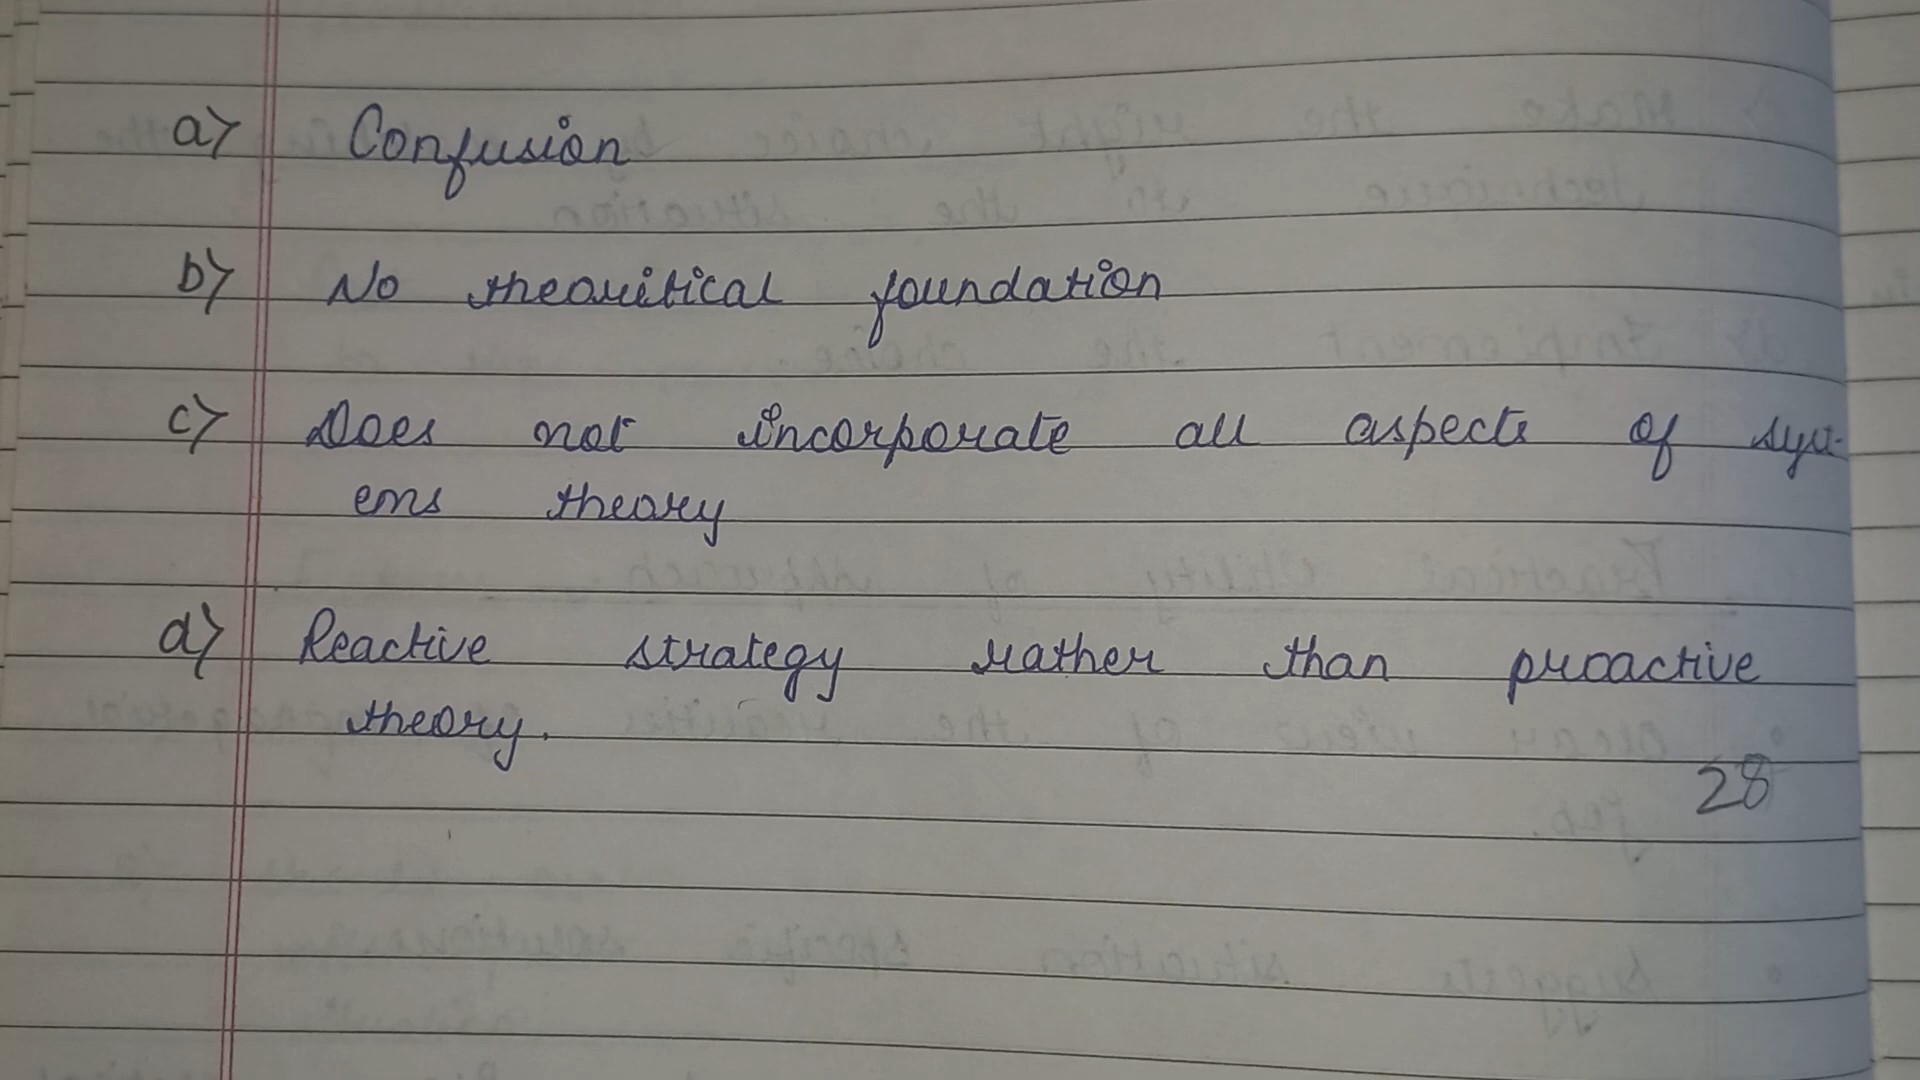 a> Confusion
b> No theoritical foundation
c> Does not incorporate all aspects of syst-
ems theory
d> Reactive strategy rather than proactive
theory.
28